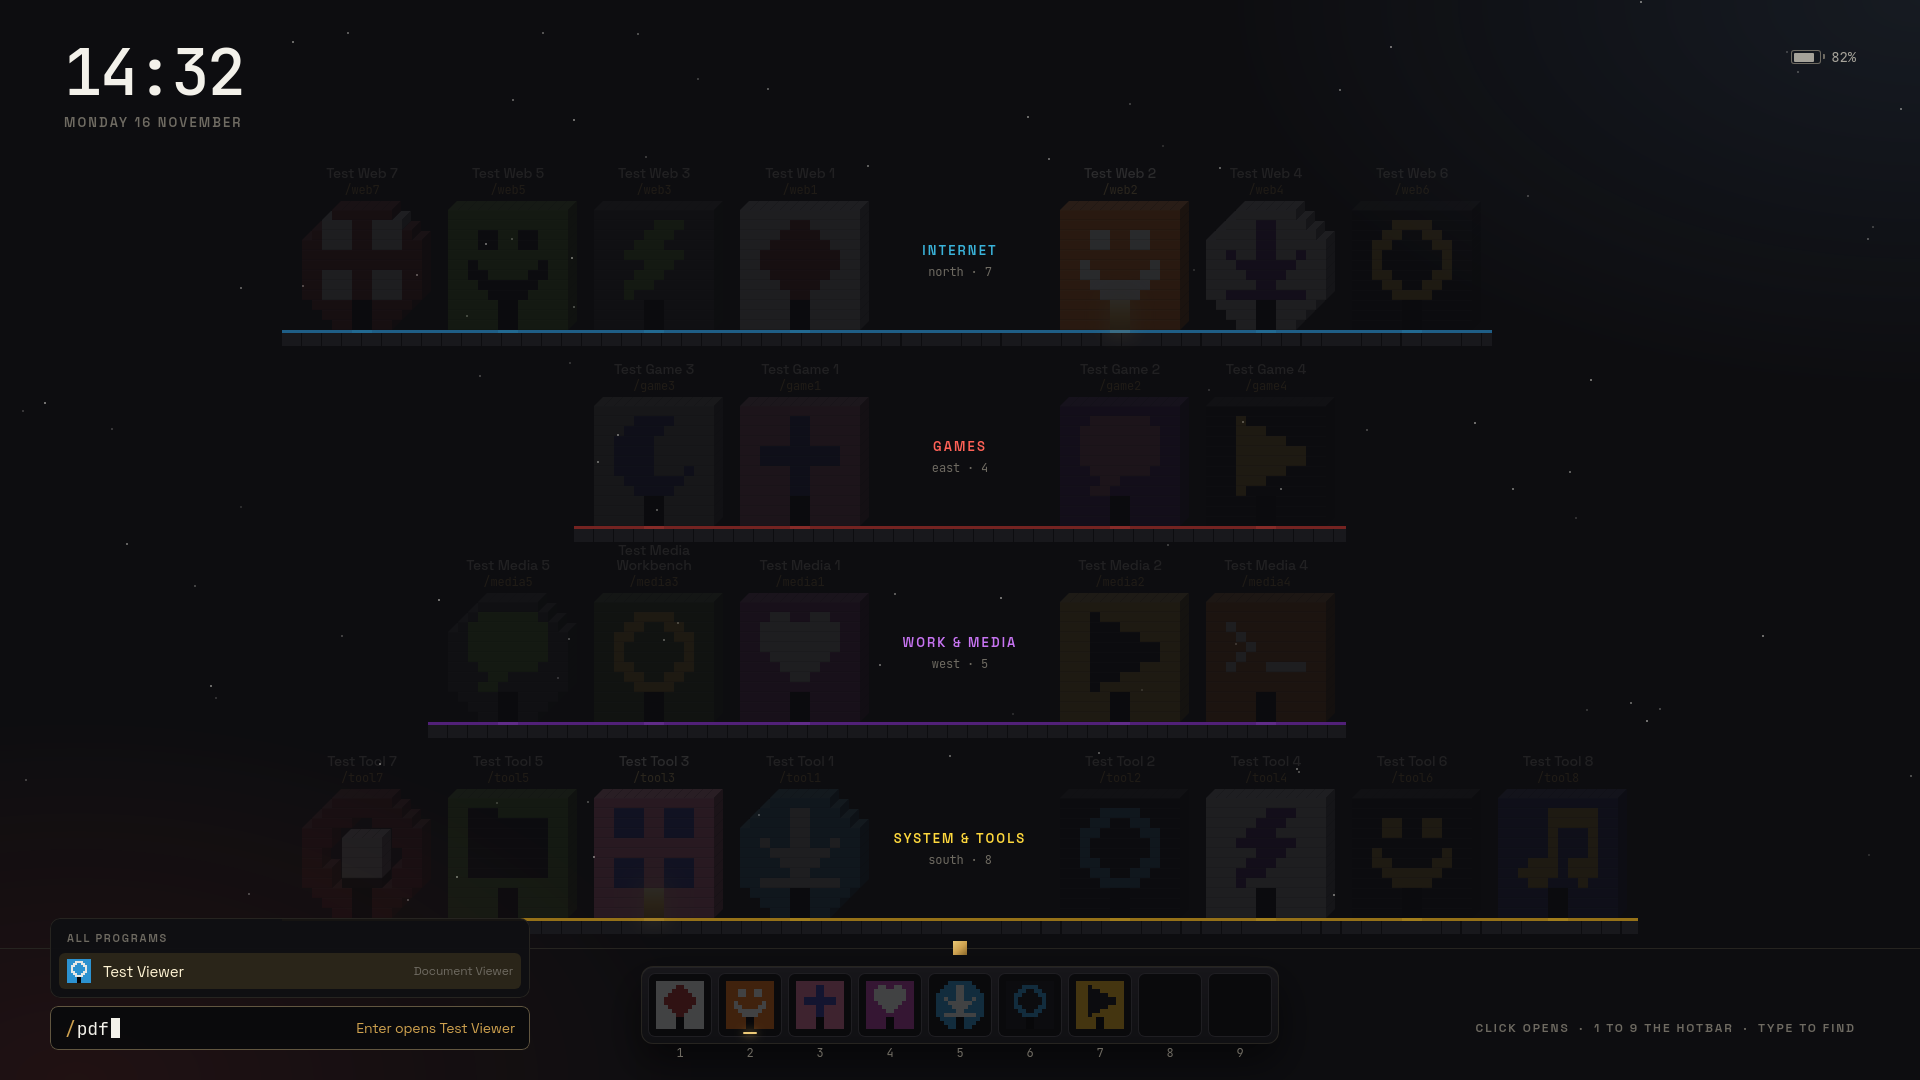 14:32
MONDAY 16 NOVEMBER
82%
Test Web 7
/web7
Test Web 5
/web5
Test Web 3
/web3
Test Web 1
/web1
Test Web 2
/web2
Test Web 4
/web4
Test Web 6
/web6
INTERNET
north · 7
Test Game 3
/game3
Test Game 1
/game1
Test Game 2
/game2
Test Game 4
/game4
GAMES
east · 4
Test Media 5
/media5
Test Media
Workbench
/media3
Test Media 1
/media1
Test Media 2
/media2
Test Media 4
/media4
WORK & MEDIA
west · 5
Test Tool 7
/tool7
Test Tool 5
/tool5
Test Tool 3
/tool3
Test Tool 1
/tool1
Test Tool 2
/tool2
Test Tool 4
/tool4
Test Tool 6
/tool6
Test Tool 8
/tool8
SYSTEM & TOOLS
south · 8
ALL PROGRAMS
Test Viewer
Document Viewer
/pdf
Enter opens Test Viewer
1 2 3 4 5 6 7 8 9
CLICK OPENS · 1 TO 9 THE HOTBAR · TYPE TO FIND